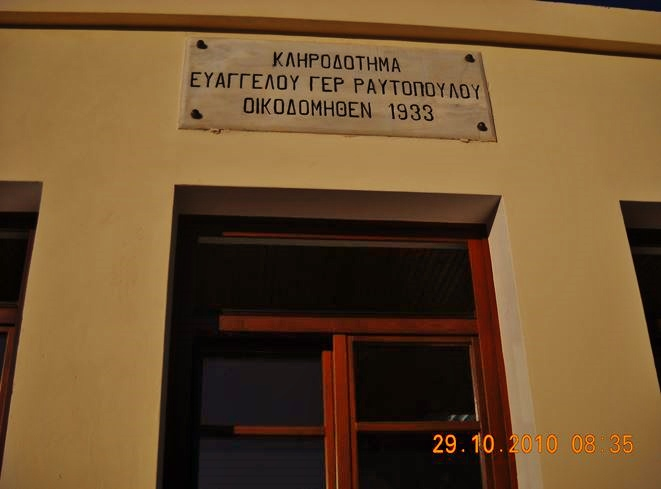 ΚΛΗΡΟΔΟΤΗΜΑ
ΕΥΑΓΓΕΛΟΥ ΓΕΡ ΡΑΥΤΟΠΟΥΛΟΥ
ΟΙΚΟΔΟΜΗΘΕΝ 1933
29.10.2010 08:35